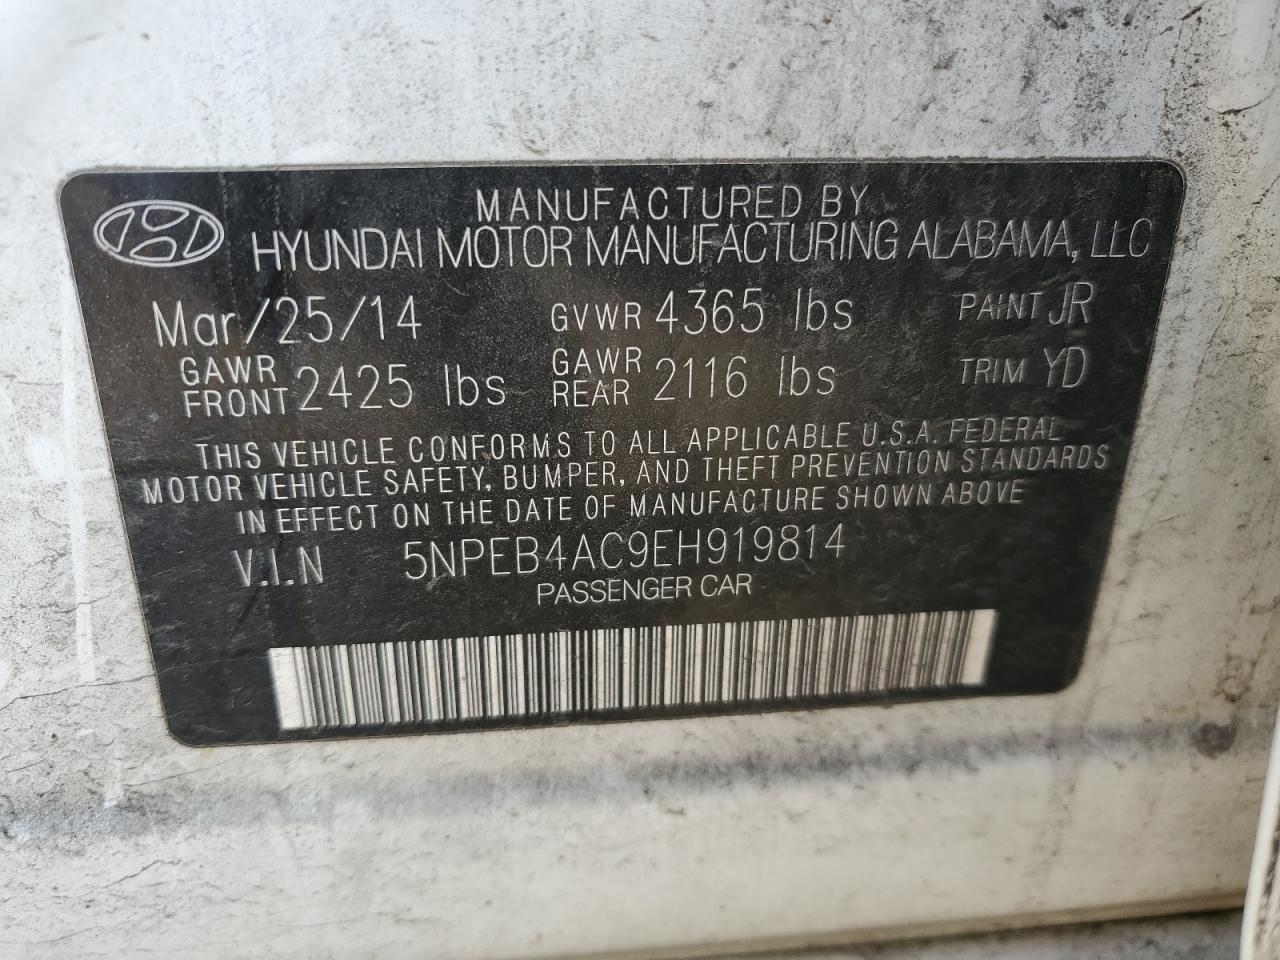 MANUFACTURED BY
HYUNDAI MOTOR MANUFACTURING ALABAMA, LLC
Mar/25/14 GVWR 4365 lbs PAINT JR
GAWR FRONT 2425 lbs GAWR REAR 2116 lbs TRIM YD
THIS VEHICLE CONFORMS TO ALL APPLICABLE U.S.A. FEDERAL
MOTOR VEHICLE SAFETY, BUMPER, AND THEFT PREVENTION STANDARDS
IN EFFECT ON THE DATE OF MANUFACTURE SHOWN ABOVE
V.I.N 5NPEB4AC9EH919814
PASSENGER CAR